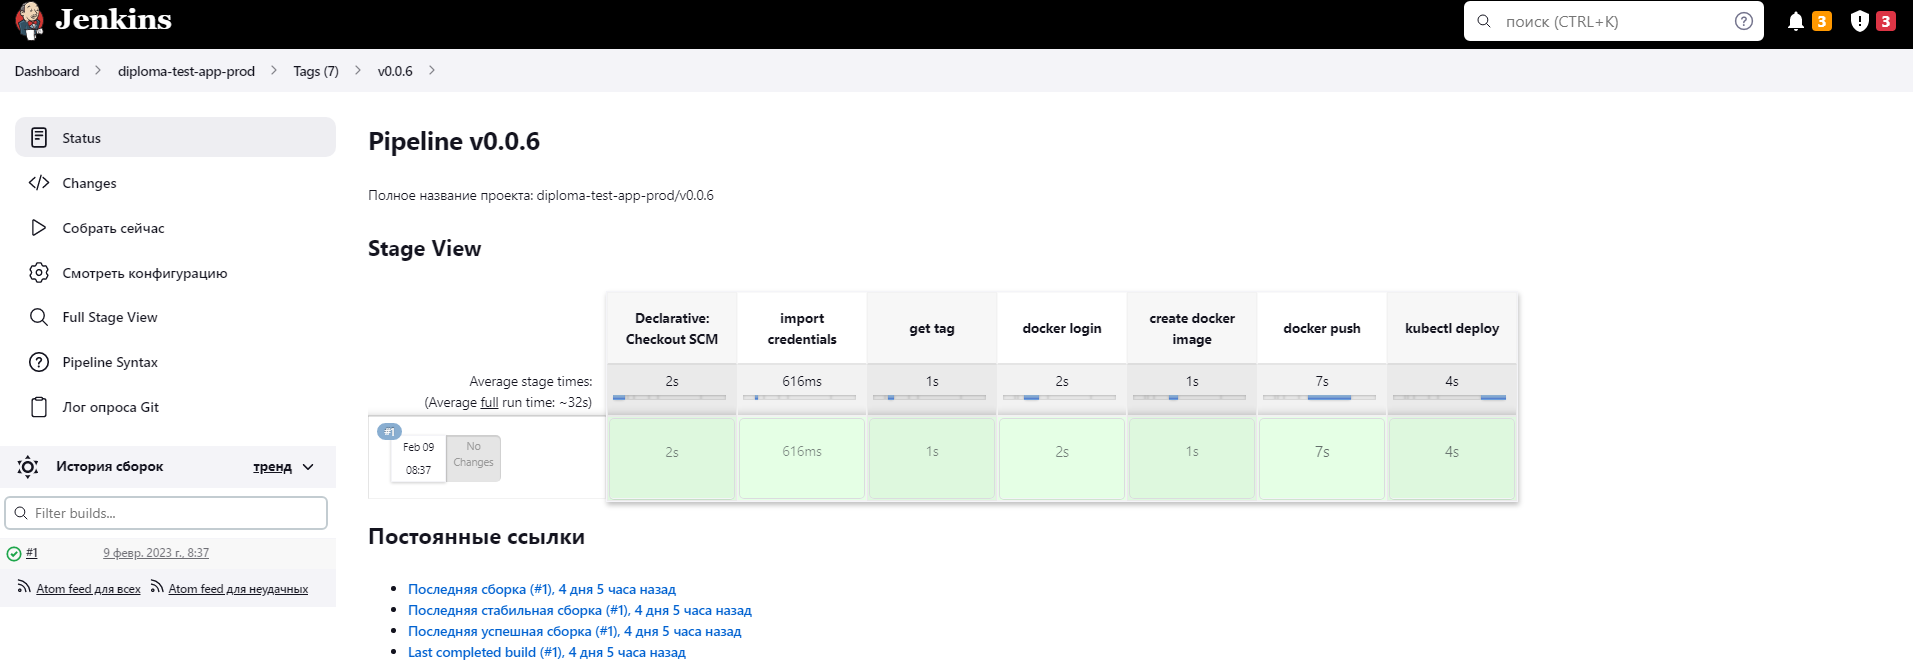 Jenkins
поиск (CTRL+K)
3
3
Dashboard
diploma-test-app-prod
Tags (7)
v0.0.6
Status
Changes
Собрать сейчас
Смотреть конфигурацию
Full Stage View
Pipeline Syntax
Лог опроса Git
История сборок
тренд
Filter builds...
#1
9 февр. 2023 г., 8:37
Atom feed для всех
Atom feed для неудачных
Pipeline v0.0.6
Полное название проекта: diploma-test-app-prod/v0.0.6
Stage View
Declarative: Checkout SCM
import credentials
get tag
docker login
create docker image
docker push
kubectl deploy
Average stage times:
(Average full run time: ~32s)
2s
616ms
1s
2s
1s
7s
4s
#1
Feb 09
08:37
No Changes
2s
616ms
1s
2s
1s
7s
4s
Постоянные ссылки
Последняя сборка (#1), 4 дня 5 часа назад
Последняя стабильная сборка (#1), 4 дня 5 часа назад
Последняя успешная сборка (#1), 4 дня 5 часа назад
Last completed build (#1), 4 дня 5 часа назад